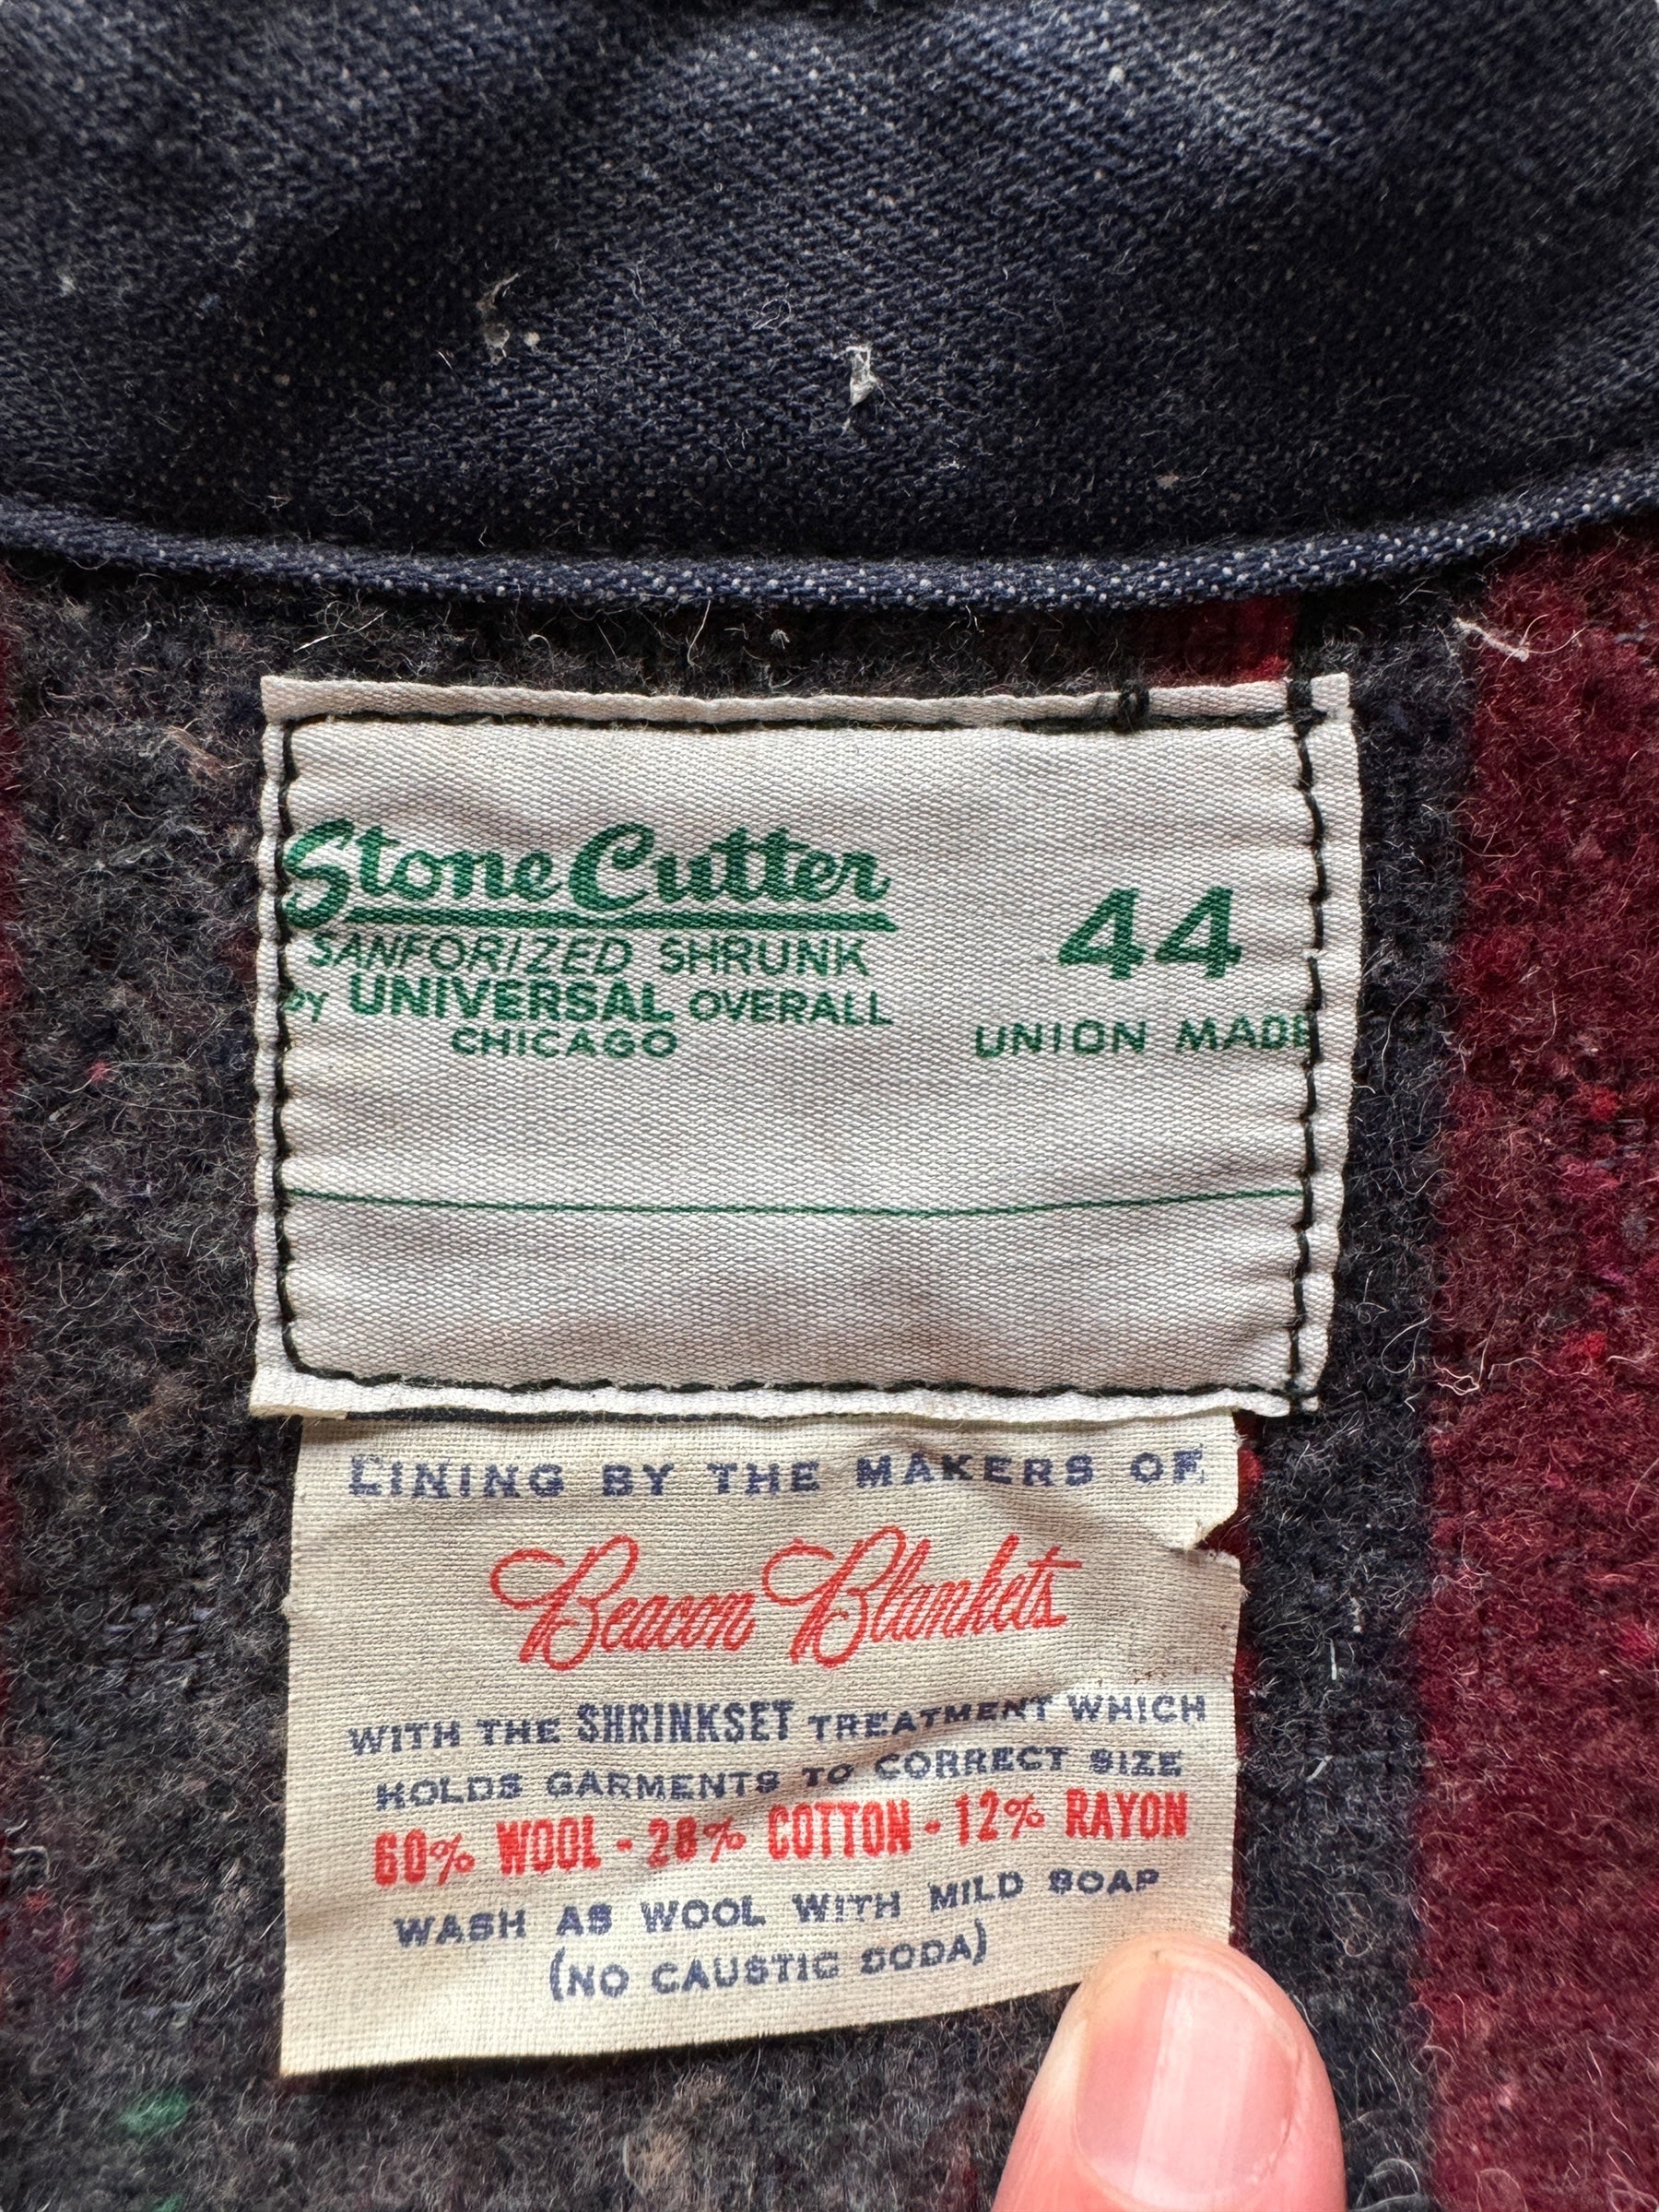 Stone Cutter
SANFORIZED SHRUNK
by UNIVERSAL OVERALL
CHICAGO
44
UNION MADE
LINING BY THE MAKERS OF
Beacon Blankets
WITH THE SHRINKSET TREATMENT WHICH
HOLDS GARMENTS TO CORRECT SIZE
60% WOOL - 28% COTTON - 12% RAYON
WASH AS WOOL WITH MILD SOAP
(NO CAUSTIC SODA)